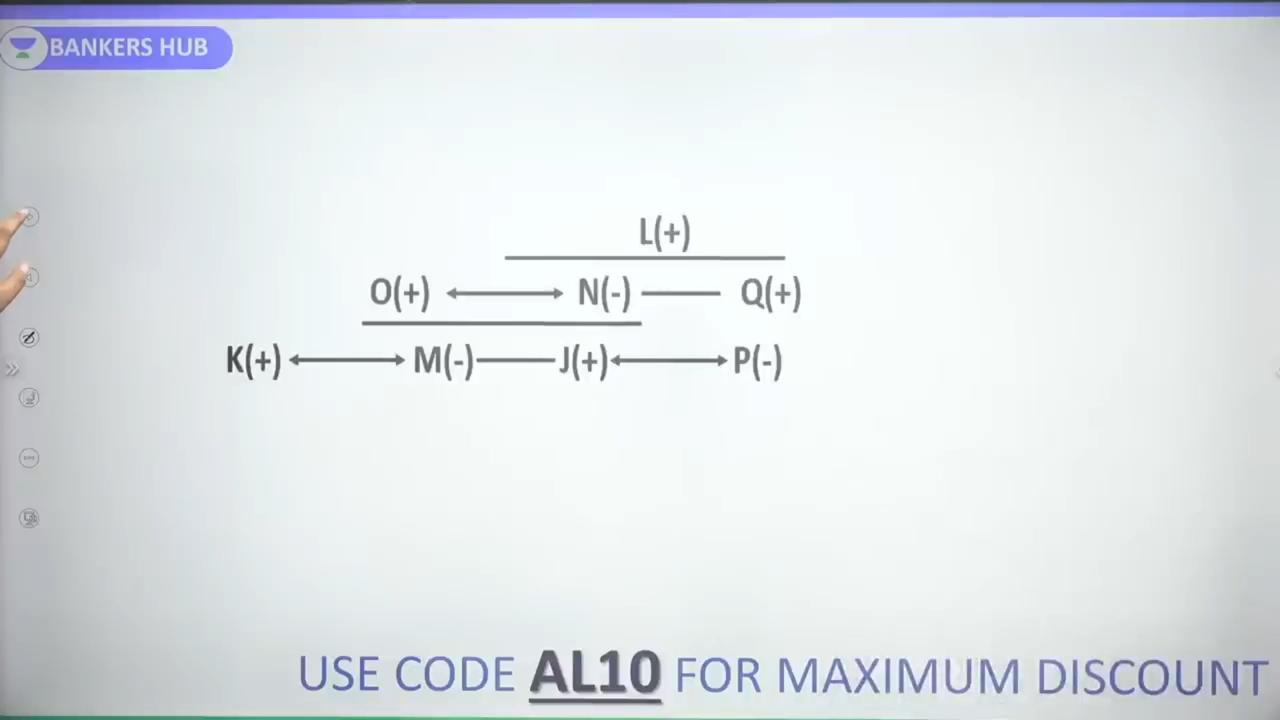 BANKERS HUB
L(+)
O(+) N(-) Q(+)
K(+) M(-) J(+) P(-)
USE CODE AL10 FOR MAXIMUM DISCOUNT